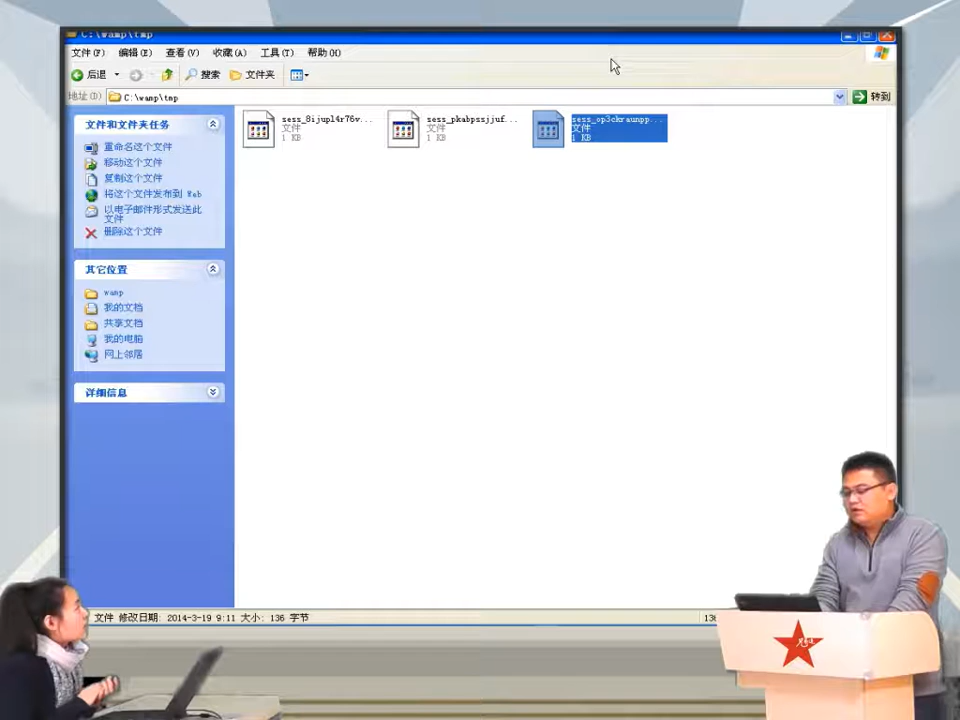 C:\wamp\tmp
文件(F) 编辑(E) 查看(V) 收藏(A) 工具(T) 帮助(H)
后退 搜索 文件夹
地址(D) C:\wamp\tmp 转到
文件和文件夹任务
重命名这个文件
移动这个文件
复制这个文件
将这个文件发布到 Web
以电子邮件形式发送此
文件
删除这个文件
其它位置
wamp
我的文档
共享文档
我的电脑
网上邻居
详细信息
sess_8ijupl4r76v...
文件
1 KB
sess_pkabpssjjuf...
文件
1 KB
sess_op3ckraunpp...
文件
1 KB
文件 修改日期: 2014-3-19 9:11 大小: 136 字节
136